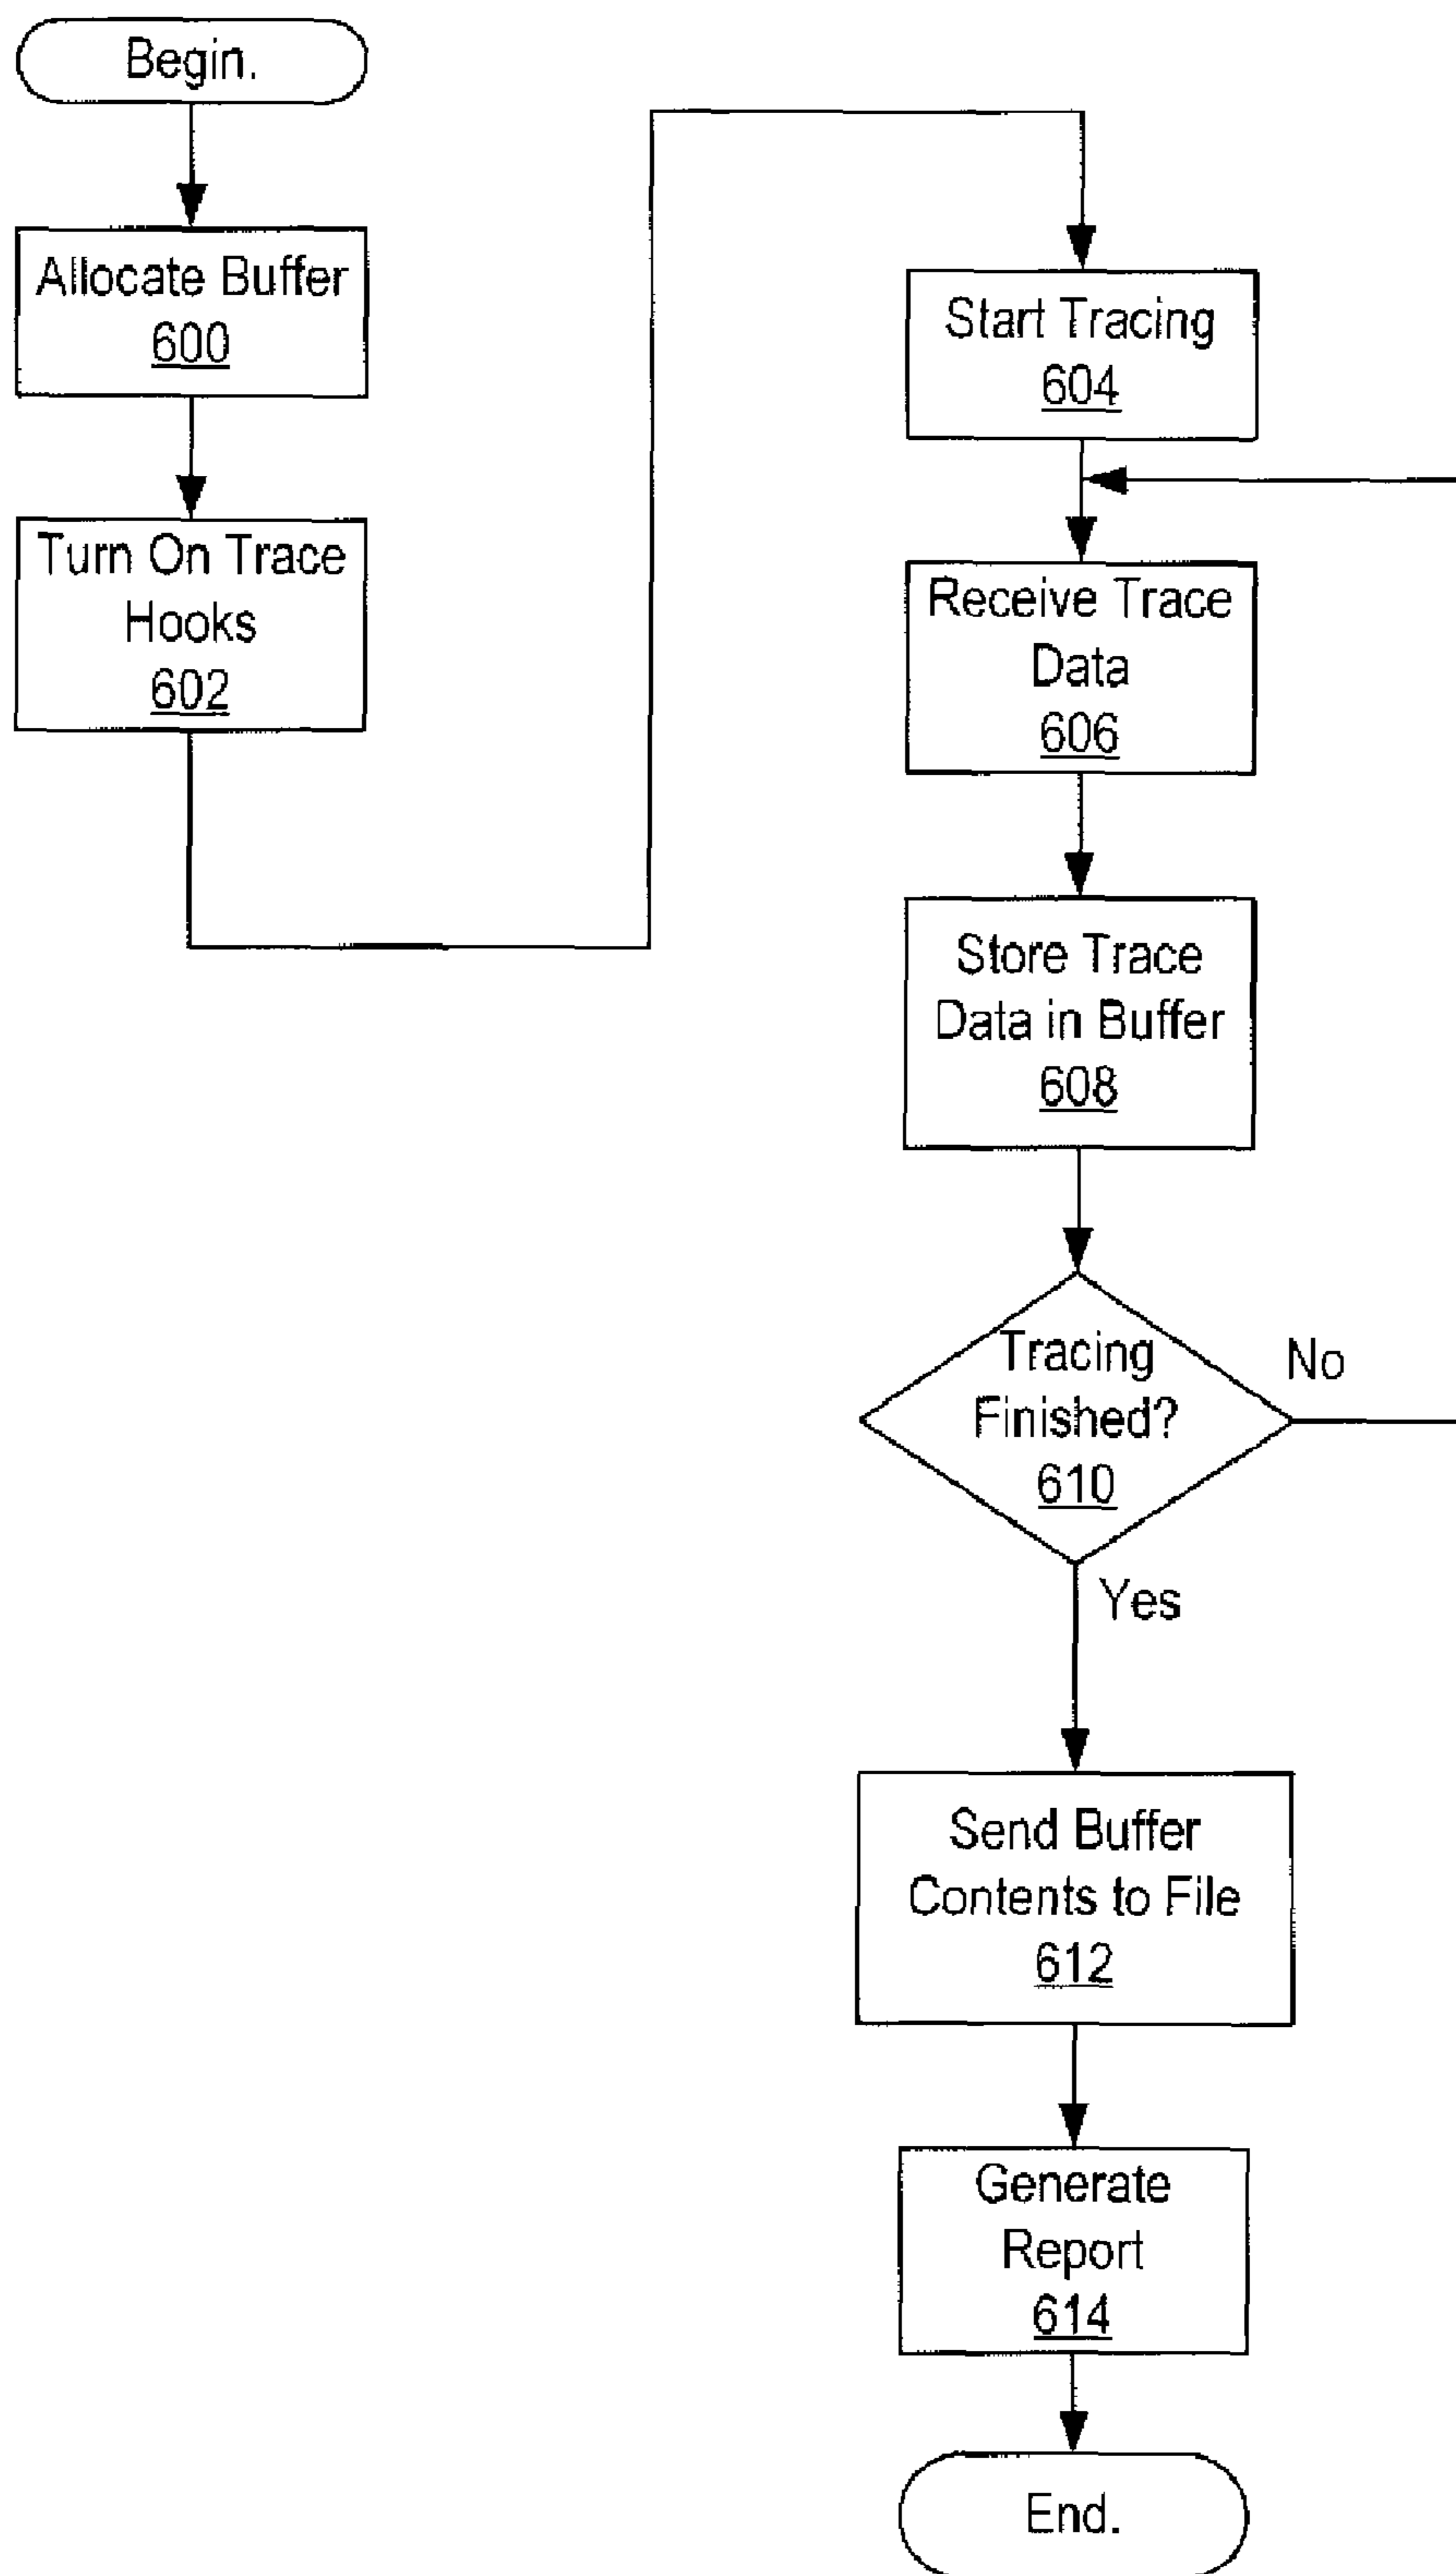 Begin.
Allocate Buffer
600
Turn On Trace
Hooks
602
Start Tracing
604
Receive Trace
Data
606
Store Trace
Data in Buffer
608
Tracing
Finished?
610
No
Yes
Send Buffer
Contents to File
612
Generate
Report
614
End.